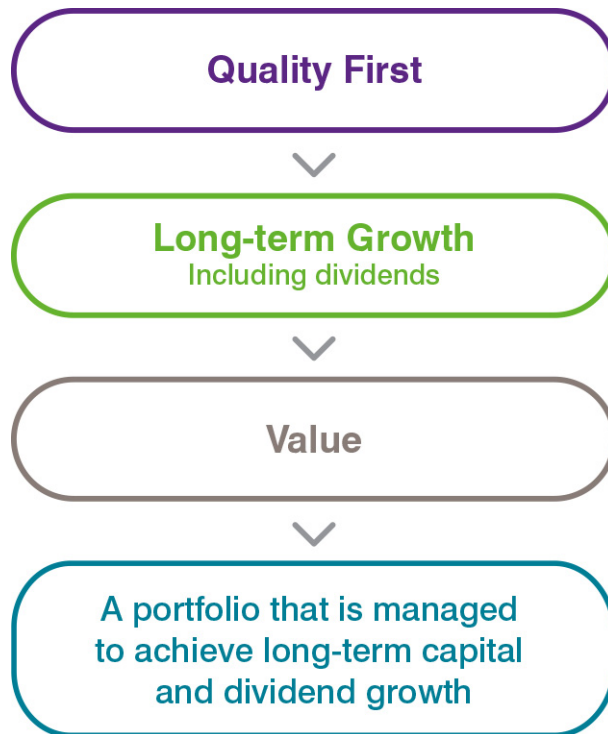 Quality First
Long-term Growth
Including dividends
Value
A portfolio that is managed
to achieve long-term capital
and dividend growth